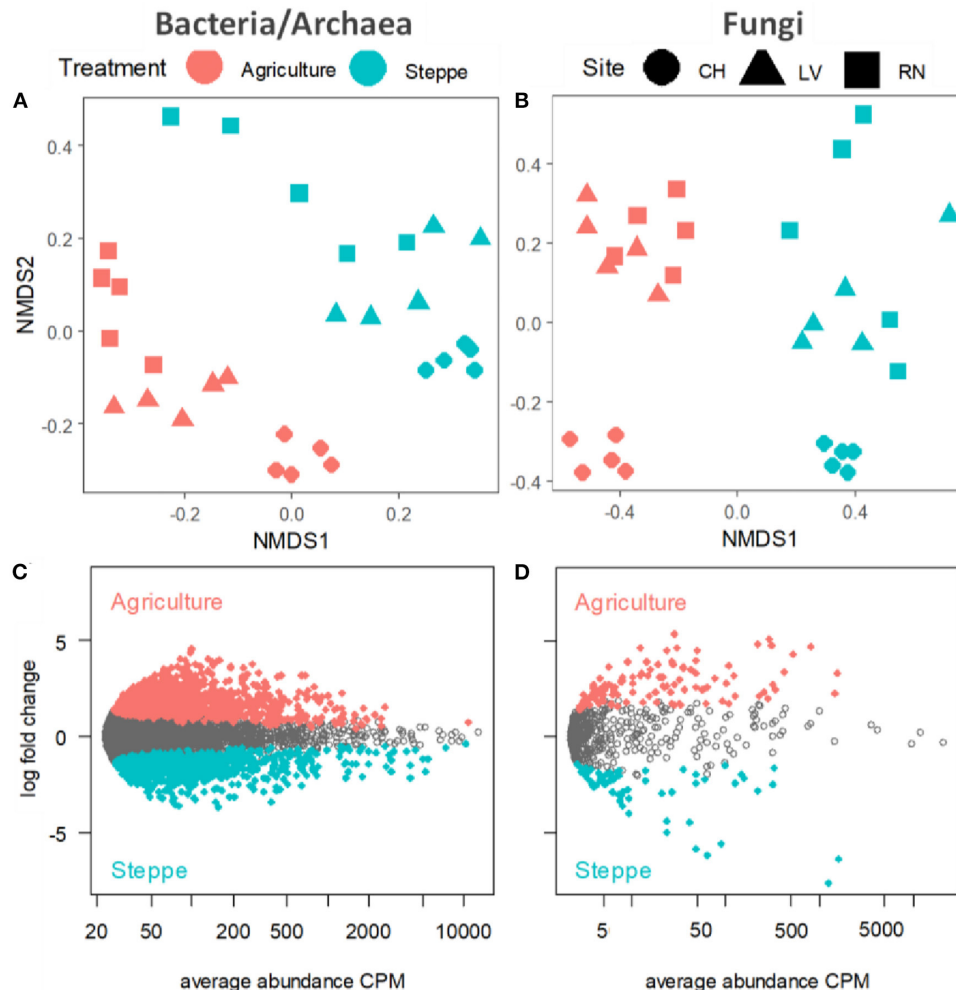 Bacteria/Archaea Fungi
Treatment Agriculture Steppe Site CH LV RN
A B
NMDS2
0.4
0.2
0.0
-0.2
-0.2 0.0 0.2
NMDS1
0.4
0.2
0.0
-0.2
-0.4
-0.4 0.0 0.4
NMDS1
C D
log fold change
5
0
-5
Agriculture
Steppe
20 50 200 500 2000 10000
average abundance CPM
Agriculture
Steppe
5 50 500 5000
average abundance CPM